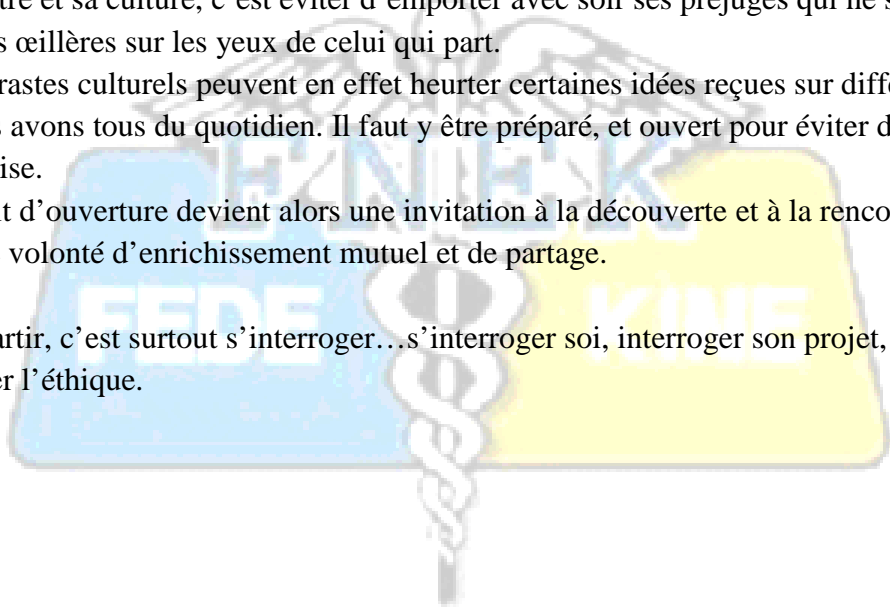 tre et sa culture, c’est éviter d’emporter avec soir ses préjugés qui ne s
s œillères sur les yeux de celui qui part.
rastes culturels peuvent en effet heurter certaines idées reçues sur diffé
s avons tous du quotidien. Il faut y être préparé, et ouvert pour éviter d
ise.
t d’ouverture devient alors une invitation à la découverte et à la renco
volonté d’enrichissement mutuel et de partage.
artir, c’est surtout s’interroger…s’interroger soi, interroger son projet,
er l’éthique.
FNEK
FEDE KINE